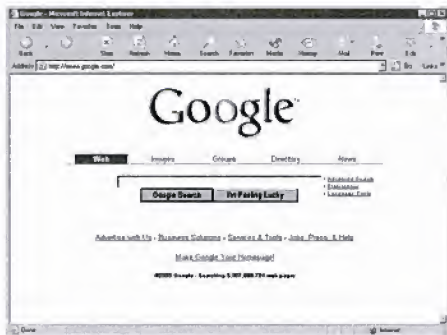 Google - Microsoft Internet Explorer
File Edit View Favorites Tools Help
Back Stop Refresh Home Search Favorites Media History Mail Print Edit
Address http://www.google.com/ Go Links »
Google
Web Images Groups Directory News
Advanced Search
Preferences
Language Tools
Google Search I'm Feeling Lucky
Advertise with Us - Business Solutions - Services & Tools - Jobs, Press, & Help
Make Google Your Homepage!
Google - Searching web pages
Done Internet